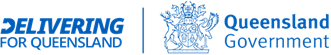 DELIVERING
FOR QUEENSLAND
Queensland
Government